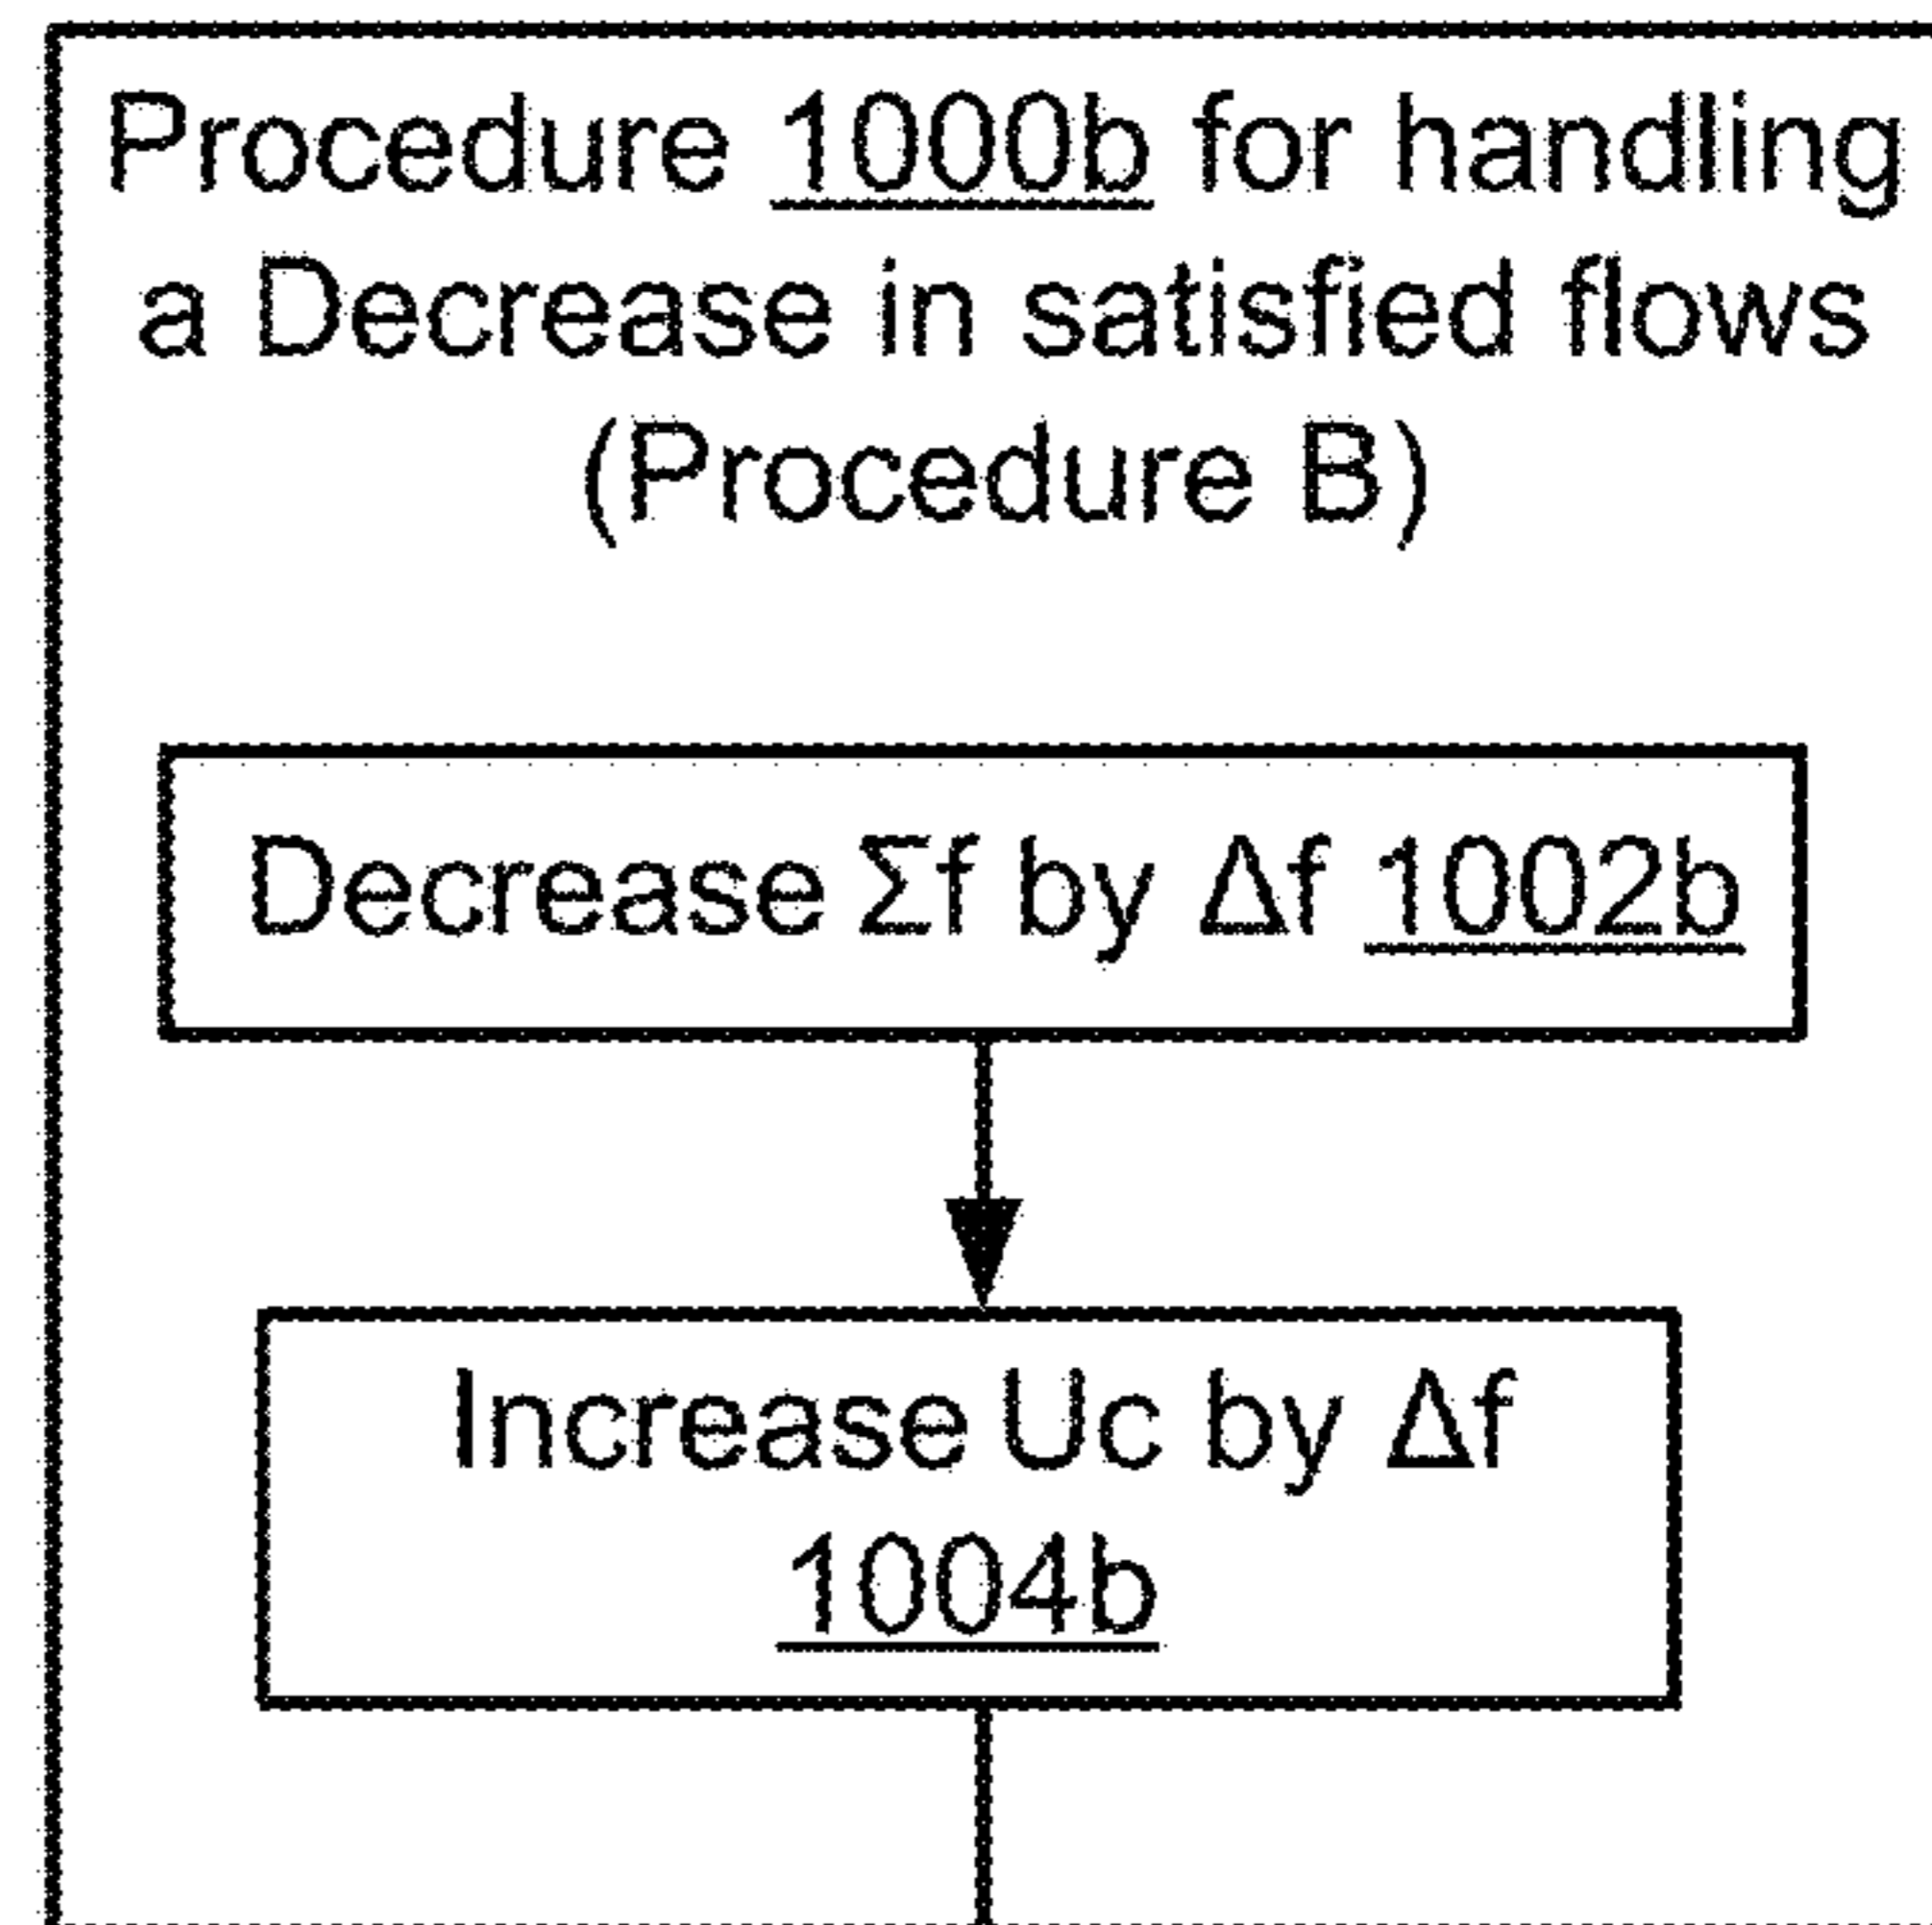 Procedure 1000b for handling
a Decrease in satisfied flows
(Procedure B)
Decrease Σf by Δf 1002b
Increase Uc by Δf
1004b